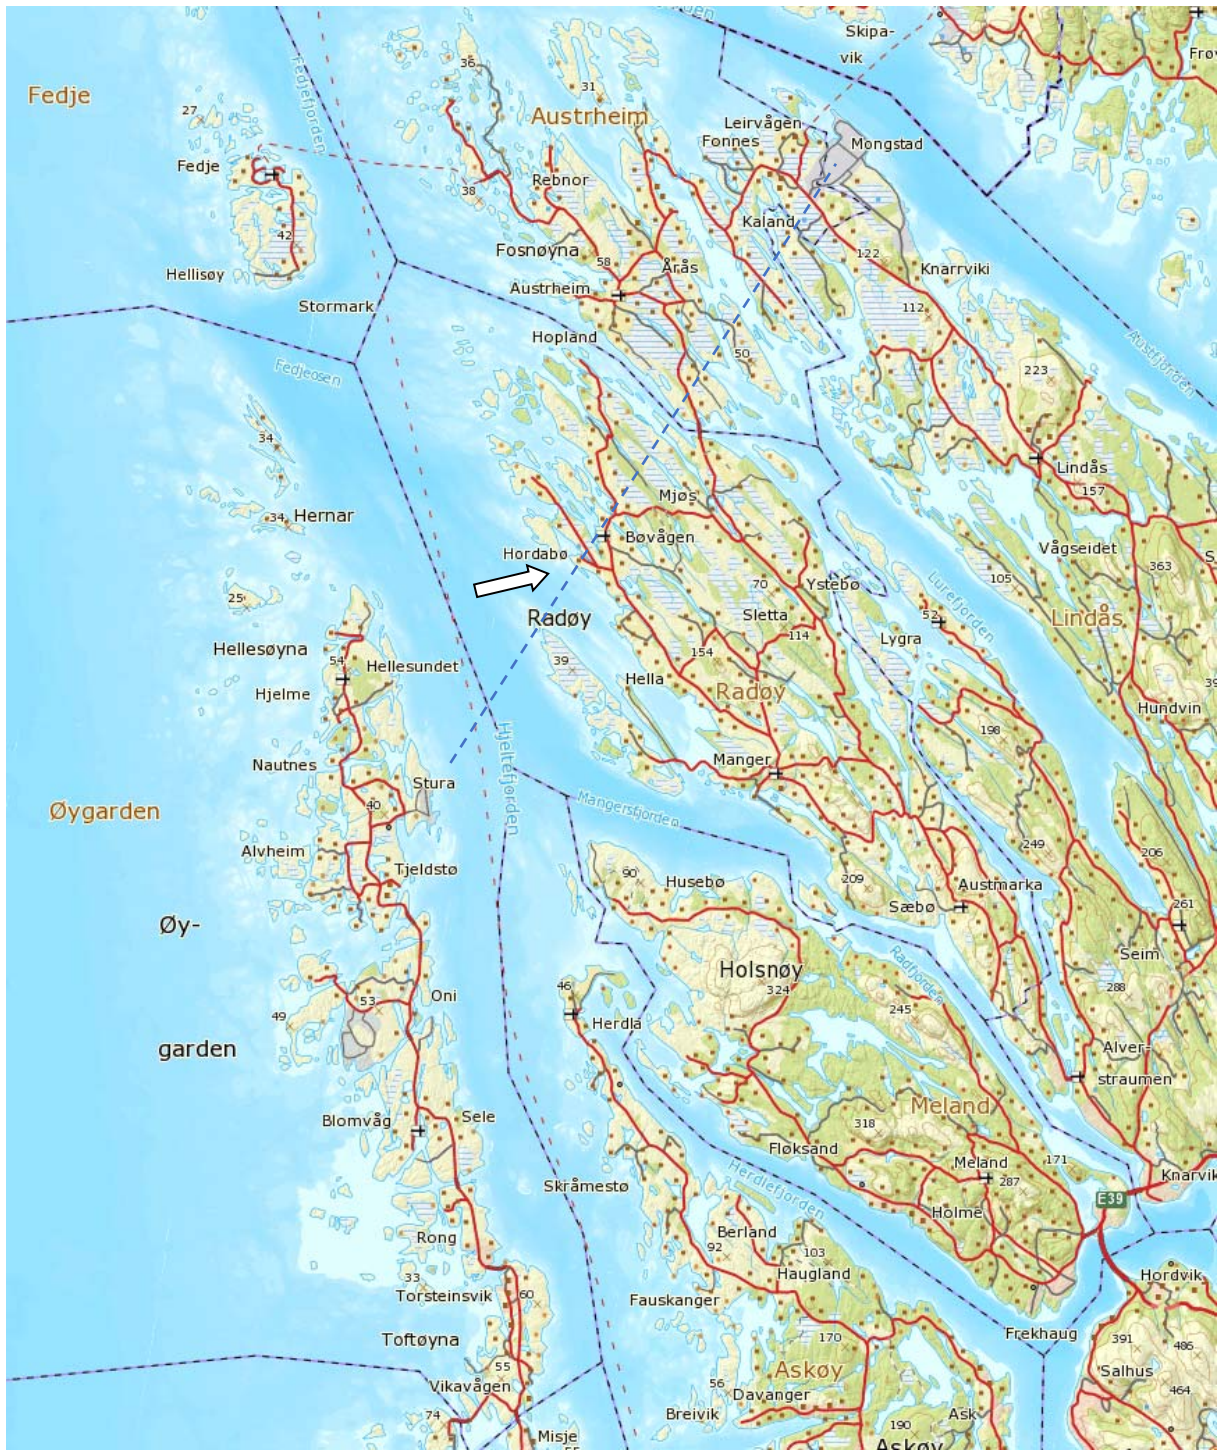 Fjorden
Skipa-
vik
Frøy
36
31
Fedje
27
Fedjefjorden
Austrheim
Leirvågen
Fonnes
Mongstad
Fedje
38
Rebnor
Kaland
42
Fosnøyna
58
Årås
122
Knarrviki
Hellisøy
Austrheim
112
Stormark
Hopland
50
Austfjorden
Fedjeosen
223
34
Lindås
157
34
Hernar
Mjøs
Bøvågen
Vågseidet
363
S
Hordabø
70
Ystebø
105
Lurefjorden
25
Radøy
Sletta
114
52
Lygra
Lindås
Hellesøyna
54
Hellesundet
39
154
Hella
Radøy
39
Hjelme
Hundvin
198
Hjeltefjorden
Nautnes
Manger
Stura
Øygarden
40
Mangersfjorden
Alvheim
249
206
Tjeldstø
90
Husebø
209
Austmarka
Sæbø
261
Øy-
Seim
Radfjorden
Holsnøy
324
46
288
Oni
53
49
245
Herdla
garden
Alver-
straumen
Meland
Blomvåg
Sele
318
Fløksand
Meland
171
287
Knarvik
Skråmestø
Herdlefjorden
E39
Holme
Rong
Berland
92
103
33
Haugland
Hordvik
Torsteinsvik
60
Fauskanger
Frekhaug
Toftøyna
170
391
486
55
Askøy
Salhus
Vikavågen
56
Davanger
464
74
Breivik
190
Ask
Misje
55
Askøy